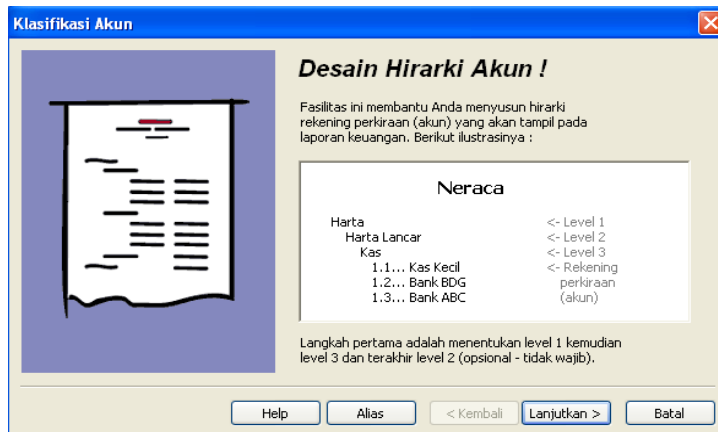 Klasifikasi Akun
Desain Hirarki Akun !
Fasilitas ini membantu Anda menyusun hirarki
rekening perkiraan (akun) yang akan tampil pada
laporan keuangan. Berikut ilustrasinya :
Neraca
Harta <- Level 1
Harta Lancar <- Level 2
Kas <- Level 3
1.1... Kas Kecil <- Rekening
1.2... Bank BDG perkiraan
1.3... Bank ABC (akun)
Langkah pertama adalah menentukan level 1 kemudian
level 3 dan terakhir level 2 (opsional - tidak wajib).
Help Alias < Kembali Lanjutkan > Batal